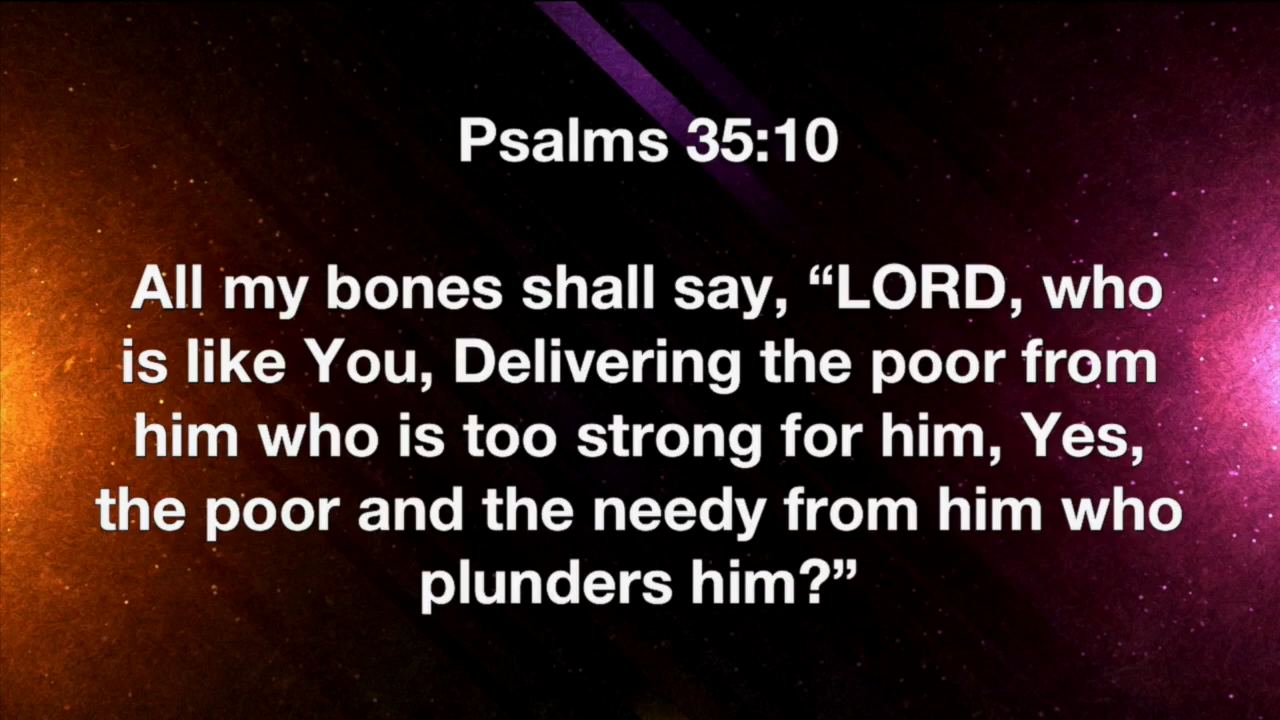 Psalms 35:10
All my bones shall say, “LORD, who
is like You, Delivering the poor from
him who is too strong for him, Yes,
the poor and the needy from him who
plunders him?”